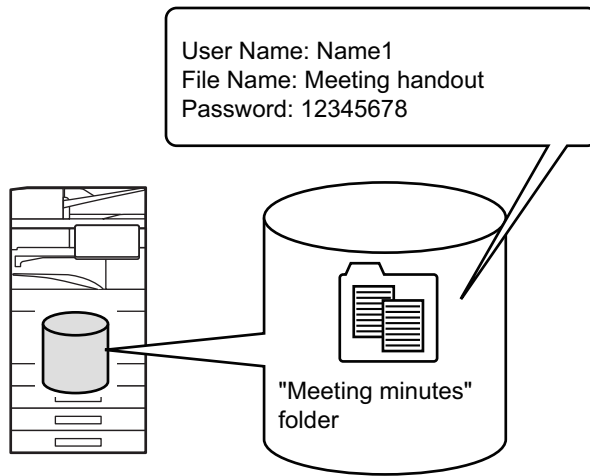 User Name: Name1
File Name: Meeting handout
Password: 12345678
"Meeting minutes"
folder